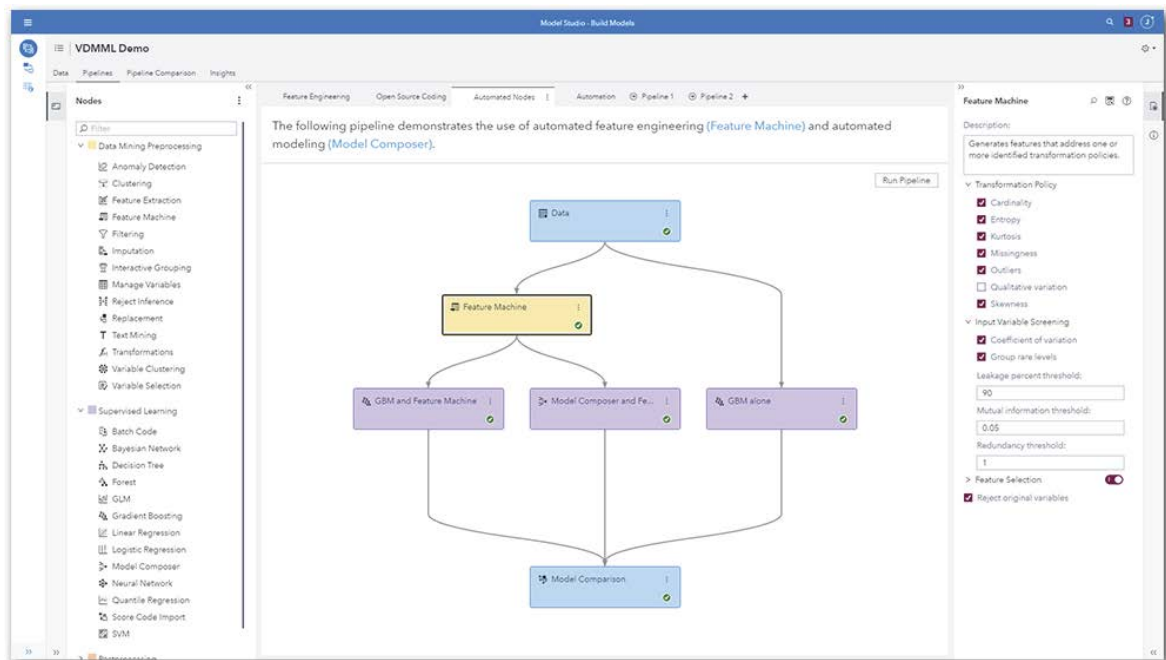 Model Studio - Build Models
3
J
VDMML Demo
Data
Pipelines
Pipeline Comparison
Insights
Nodes
Filter
Data Mining Preprocessing
Anomaly Detection
Clustering
Feature Extraction
Feature Machine
Filtering
Imputation
Interactive Grouping
Manage Variables
Reject Inference
Replacement
Text Mining
Transformations
Variable Clustering
Variable Selection
Supervised Learning
Batch Code
Bayesian Network
Decision Tree
Forest
GLM
Gradient Boosting
Linear Regression
Logistic Regression
Model Composer
Neural Network
Quantile Regression
Score Code Import
SVM
Postprocessing
Feature Engineering
Open Source Coding
Automated Nodes
Automation
Pipeline 1
Pipeline 2
The following pipeline demonstrates the use of automated feature engineering (Feature Machine) and automated
modeling (Model Composer).
Run Pipeline
Data
Feature Machine
GBM and Feature Machine
Model Composer and Fe...
GBM alone
Model Comparison
Feature Machine
Description:
Generates features that address one or
more identified transformation policies.
Transformation Policy
Cardinality
Entropy
Kurtosis
Missingness
Outliers
Qualitative variation
Skewness
Input Variable Screening
Coefficient of variation
Group rare levels
Leakage percent threshold:
90
Mutual information threshold:
0.05
Redundancy threshold:
1
Feature Selection
Reject original variables